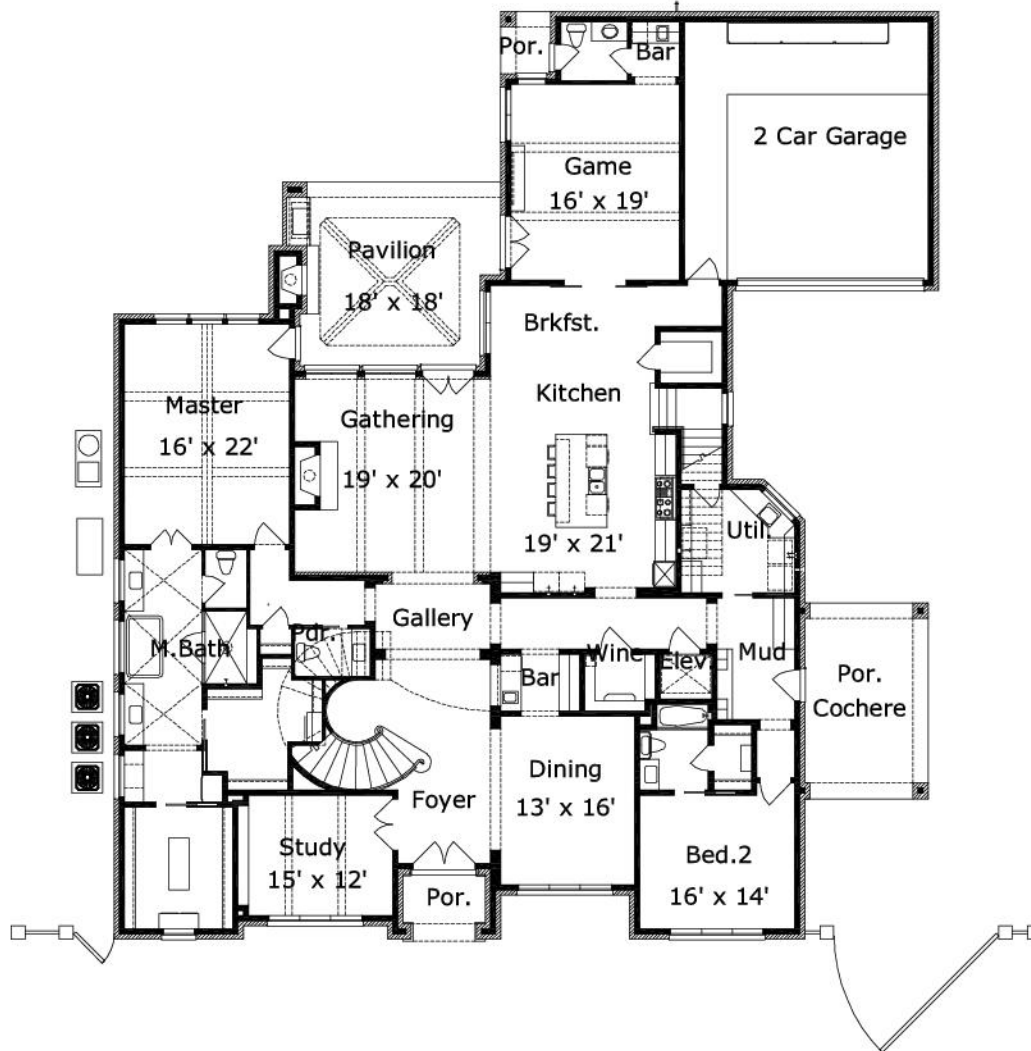 Por.
Bar
2 Car Garage
Game
16' x 19'
Pavilion
18' x 18'
Brkfst.
Kitchen
19' x 21'
Master
16' x 22'
Gathering
19' x 20'
Util.
Gallery
Pdr.
M.Bath
Wine
Elev
Mud
Bar
Por.
Cochere
Dining
13' x 16'
Foyer
Study
15' x 12'
Bed.2
16' x 14'
Por.